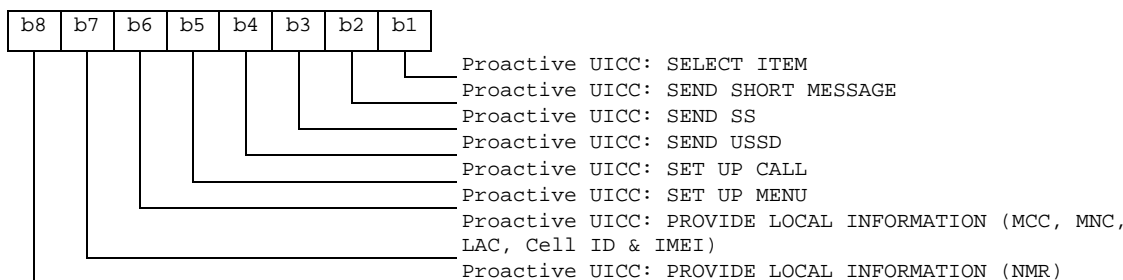 b8 b7 b6 b5 b4 b3 b2 b1
Proactive UICC: SELECT ITEM
Proactive UICC: SEND SHORT MESSAGE
Proactive UICC: SEND SS
Proactive UICC: SEND USSD
Proactive UICC: SET UP CALL
Proactive UICC: SET UP MENU
Proactive UICC: PROVIDE LOCAL INFORMATION (MCC, MNC,
LAC, Cell ID & IMEI)
Proactive UICC: PROVIDE LOCAL INFORMATION (NMR)